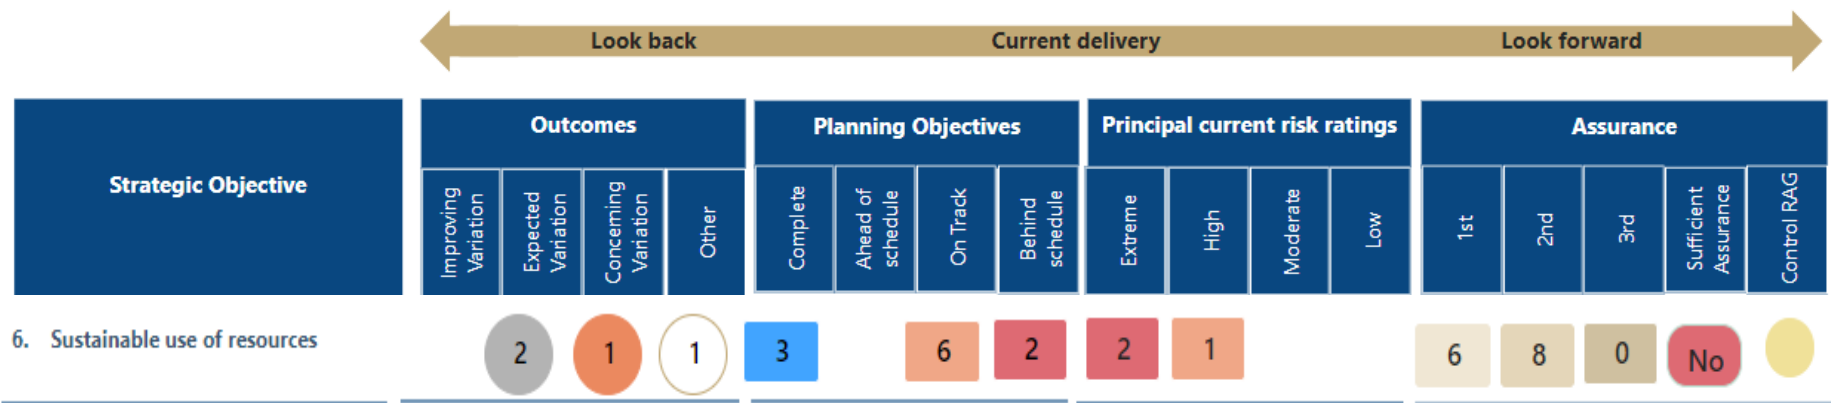 Look back Current delivery Look forward
Strategic Objective
Outcomes
Planning Objectives
Principal current risk ratings
Assurance
Improving
Variation
Expected
Variation
Concerning
Variation
Other
Complete
Ahead of
schedule
On Track
Behind
schedule
Extreme
High
Moderate
Low
1st
2nd
3rd
Sufficient
Assurance
Control RAG
6. Sustainable use of resources 2 1 1 3 6 2 2 1 6 8 0 No